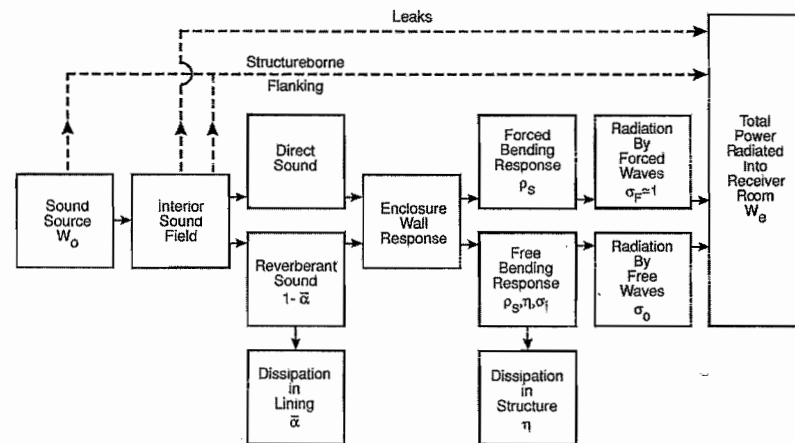 Leaks
Structureborne
Flanking
Sound
Source
W₀
Interior
Sound
Field
Direct
Sound
Reverberant
Sound
1- ᾱ
Dissipation
in
Lining
ᾱ
Enclosure
Wall
Response
Forced
Bending
Response
ρₛ
Free
Bending
Response
ρₛ,η,σᵢ
Dissipation
in
Structure
η
Radiation
By
Forced
Waves
σF≃1
Radiation
By
Free
Waves
σ₀
Total
Power
Radiated
Into
Receiver
Room
Wₑ